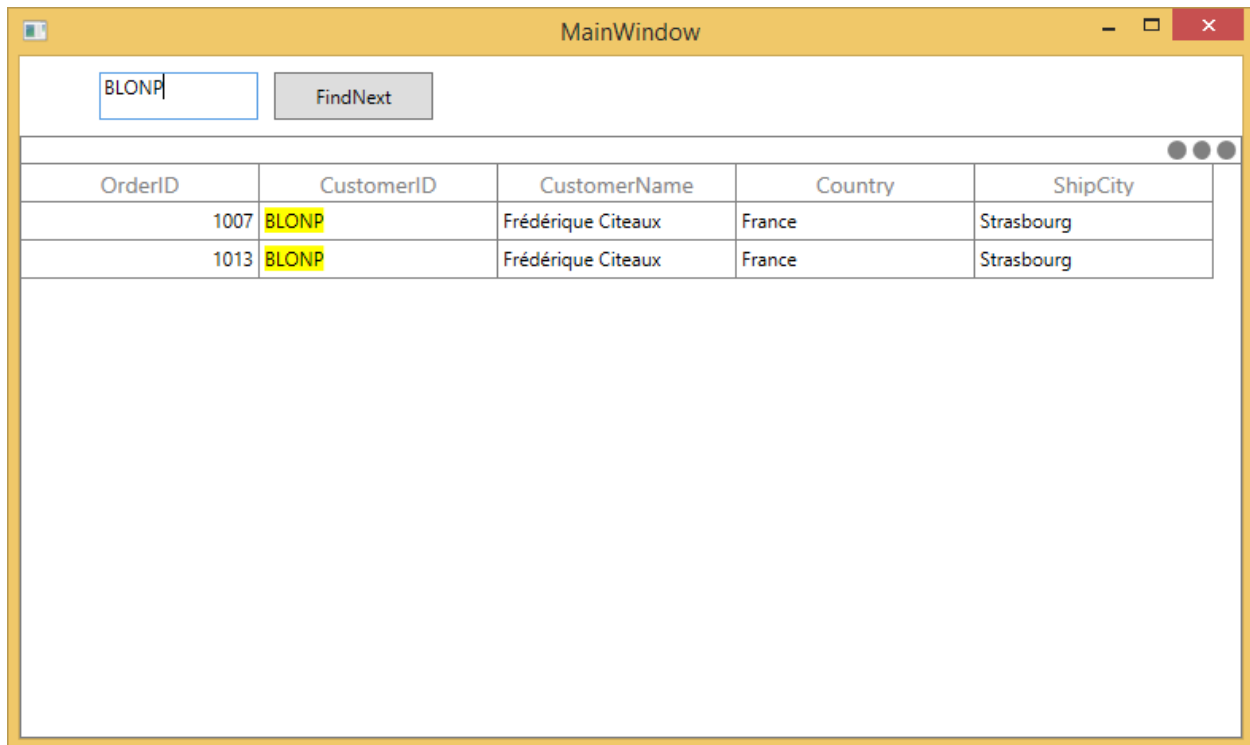 MainWindow
BLONP FindNext
OrderID CustomerID CustomerName Country ShipCity
1007 BLONP Frédérique Citeaux France Strasbourg
1013 BLONP Frédérique Citeaux France Strasbourg